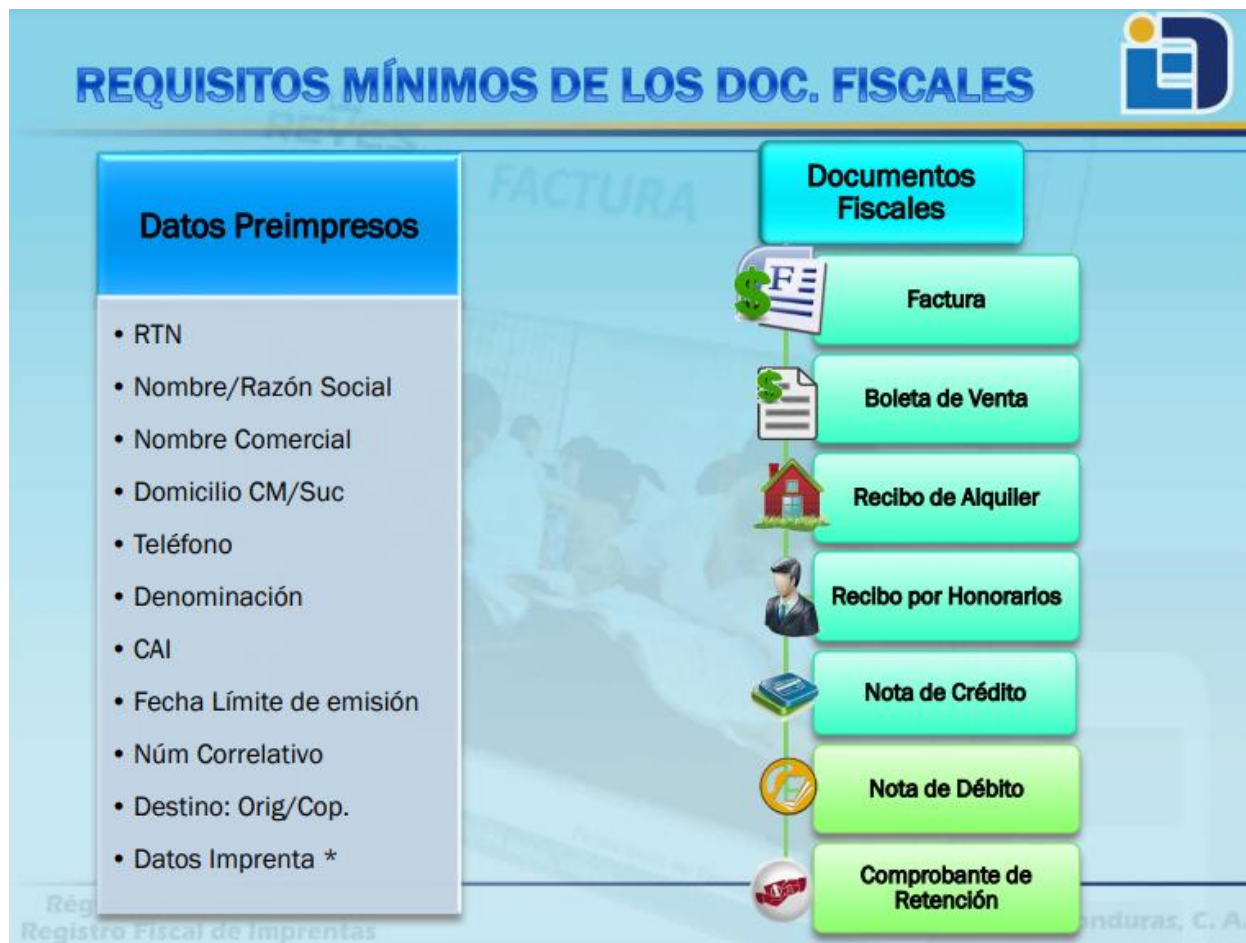 REQUISITOS MÍNIMOS DE LOS DOC. FISCALES
FACTURA
Datos Preimpresos
• RTN
• Nombre/Razón Social
• Nombre Comercial
• Domicilio CM/Suc
• Teléfono
• Denominación
• CAI
• Fecha Límite de emisión
• Núm Correlativo
• Destino: Orig/Cop.
• Datos Imprenta *
Documentos
Fiscales
Factura
Boleta de Venta
Recibo de Alquiler
Recibo por Honorarios
Nota de Crédito
Nota de Débito
Comprobante de
Retención
Registro Fiscal de Imprentas
Honduras, C. A.